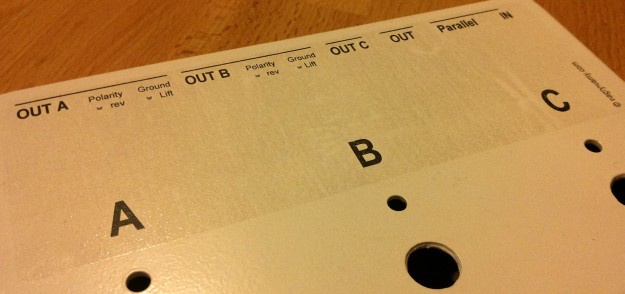 OUT A
Polarity
rev
Ground
Lift
OUT B
Polarity
rev
Ground
Lift
OUT C
OUT
Parallel
IN
A
B
C